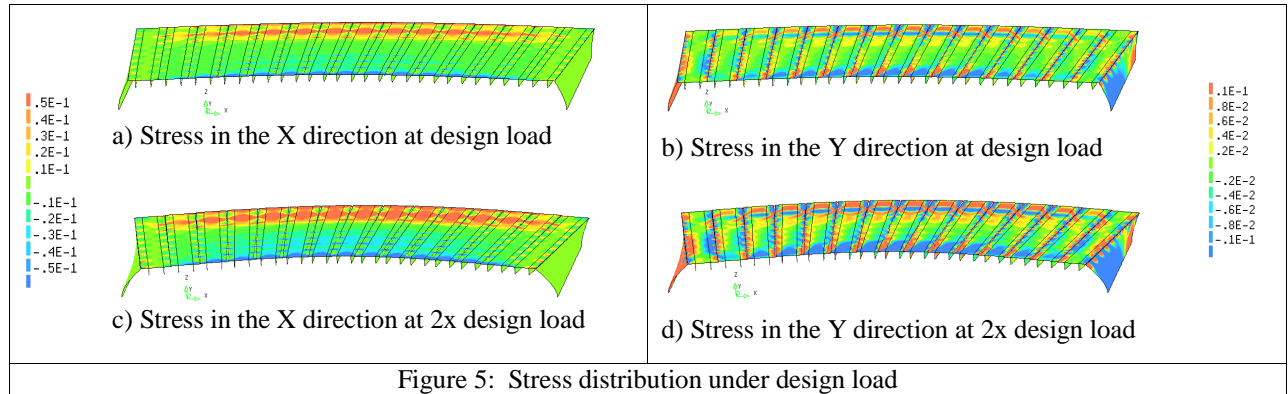 .5E-1
.4E-1
.3E-1
.2E-1
.1E-1
-.1E-1
-.2E-1
-.3E-1
-.4E-1
-.5E-1
Z
Y
X
a) Stress in the X direction at design load
Z
Y
X
c) Stress in the X direction at 2x design load
Z
Y
X
b) Stress in the Y direction at design load
Z
Y
X
d) Stress in the Y direction at 2x design load
.1E-1
.8E-2
.6E-2
.4E-2
.2E-2
-.2E-2
-.4E-2
-.6E-2
-.8E-2
-.1E-1
Figure 5: Stress distribution under design load